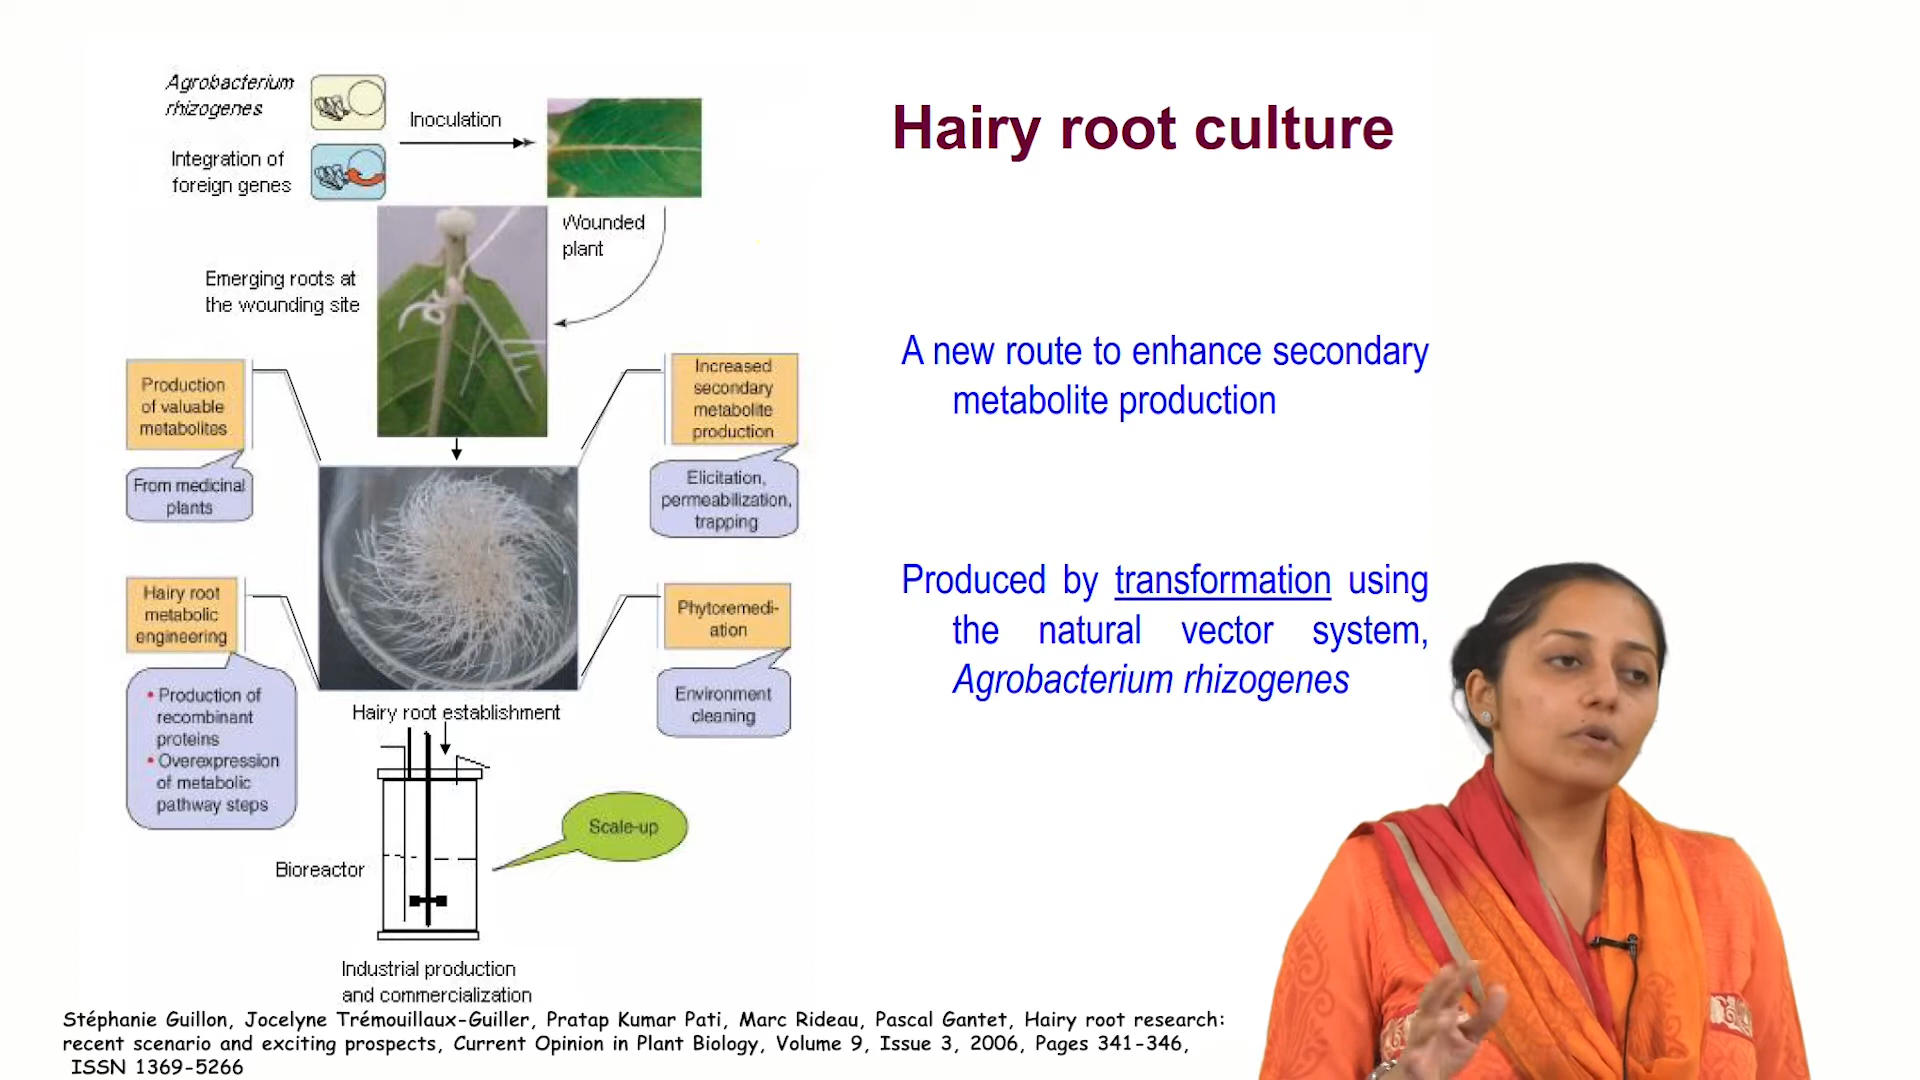 Agrobacterium
rhizogenes
Inoculation
Integration of
foreign genes
Wounded
plant
Emerging roots at
the wounding site
Production
of valuable
metabolites
From medicinal
plants
Increased
secondary
metabolite
production
Elicitation,
permeabilization,
trapping
Hairy root
metabolic
engineering
• Production of
recombinant
proteins
• Overexpression
of metabolic
pathway steps
Phytoremedi-
ation
Environment
cleaning
Hairy root establishment
Scale-up
Bioreactor
Industrial production
and commercialization
Hairy root culture
A new route to enhance secondary
metabolite production
Produced by transformation using
the natural vector system,
Agrobacterium rhizogenes
Stéphanie Guillon, Jocelyne Trémouillaux-Guiller, Pratap Kumar Pati, Marc Rideau, Pascal Gantet, Hairy root research:
recent scenario and exciting prospects, Current Opinion in Plant Biology, Volume 9, Issue 3, 2006, Pages 341-346,
ISSN 1369-5266